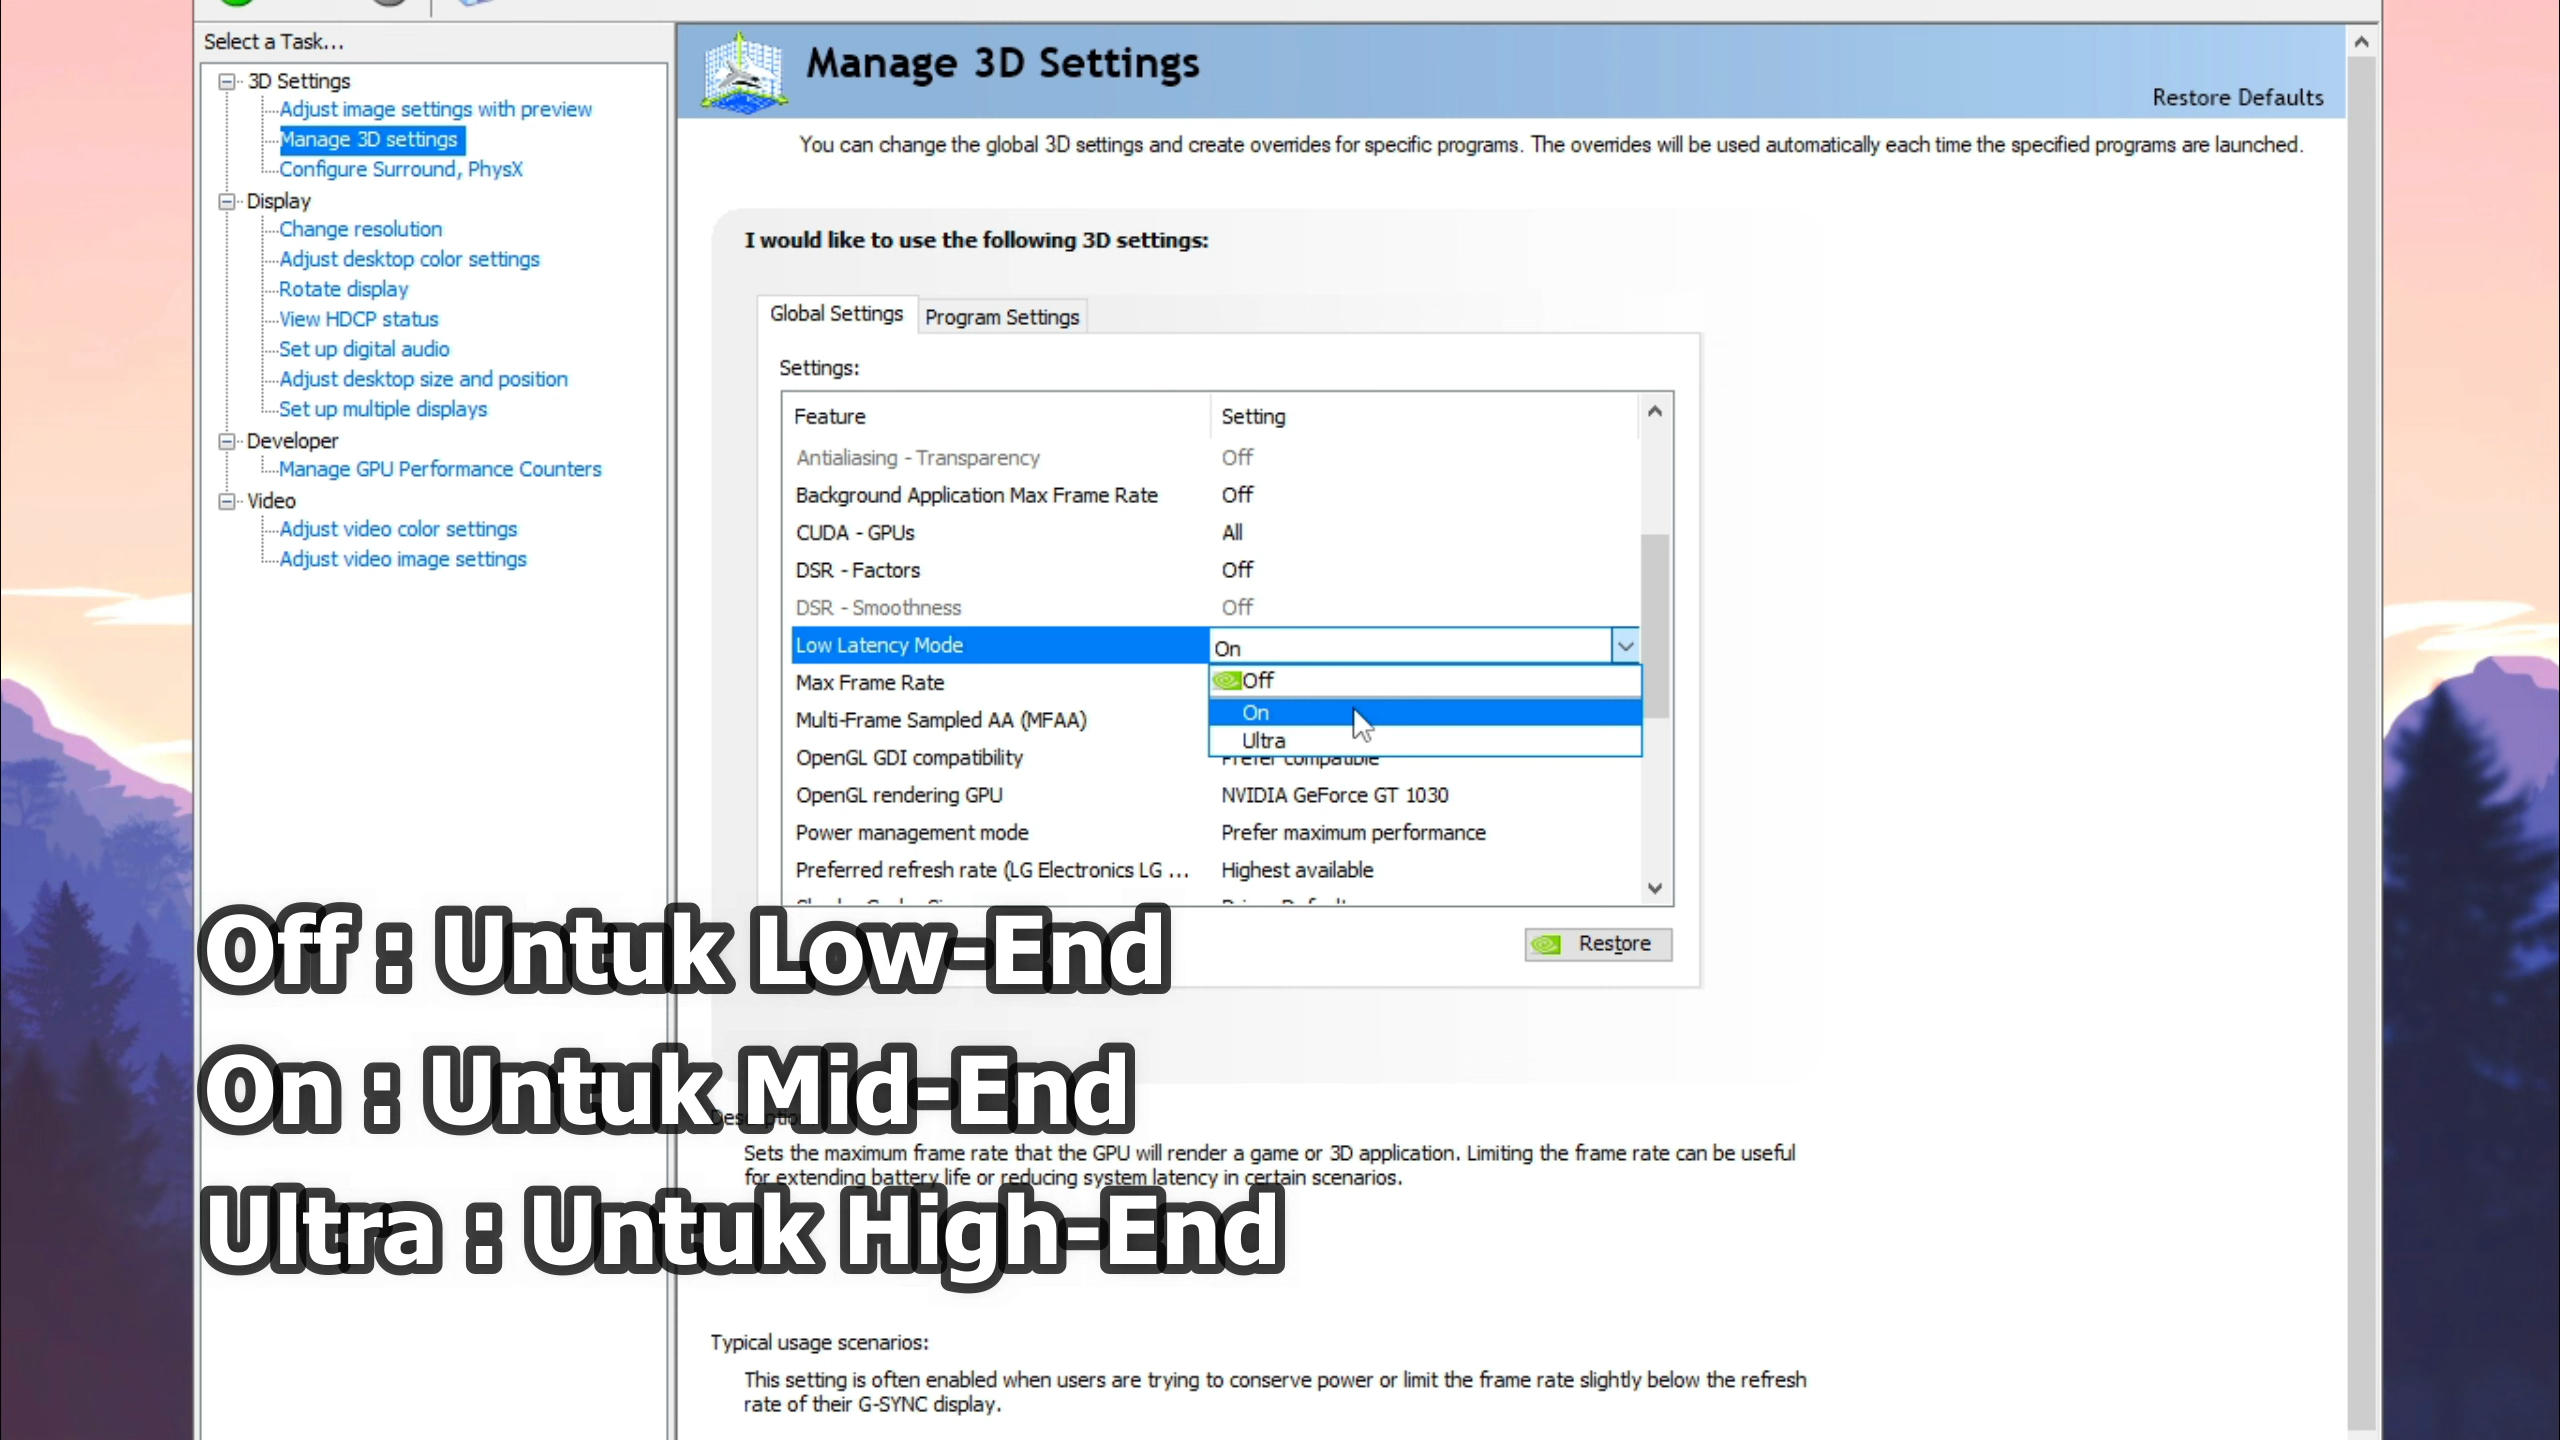 Select a Task...
3D Settings
Adjust image settings with preview
Manage 3D settings
Configure Surround, PhysX
Display
Change resolution
Adjust desktop color settings
Rotate display
View HDCP status
Set up digital audio
Adjust desktop size and position
Set up multiple displays
Developer
Manage GPU Performance Counters
Video
Adjust video color settings
Adjust video image settings
Manage 3D Settings
Restore Defaults
You can change the global 3D settings and create overrides for specific programs. The overrides will be used automatically each time the specified programs are launched.
I would like to use the following 3D settings:
Global Settings Program Settings
Settings:
Feature Setting
Antialiasing - Transparency Off
Background Application Max Frame Rate Off
CUDA - GPUs All
DSR - Factors Off
DSR - Smoothness Off
Low Latency Mode On
Off
Max Frame Rate
On
Multi-Frame Sampled AA (MFAA)
Ultra
OpenGL GDI compatibility Prefer compatible
OpenGL rendering GPU NVIDIA GeForce GT 1030
Power management mode Prefer maximum performance
Preferred refresh rate (LG Electronics LG ... Highest available
Restore
Off : Untuk Low-End
On : Untuk Mid-End
Ultra : Untuk High-End
Sets the maximum frame rate that the GPU will render a game or 3D application. Limiting the frame rate can be useful
for extending battery life or reducing system latency in certain scenarios.
Typical usage scenarios:
This setting is often enabled when users are trying to conserve power or limit the frame rate slightly below the refresh
rate of their G-SYNC display.